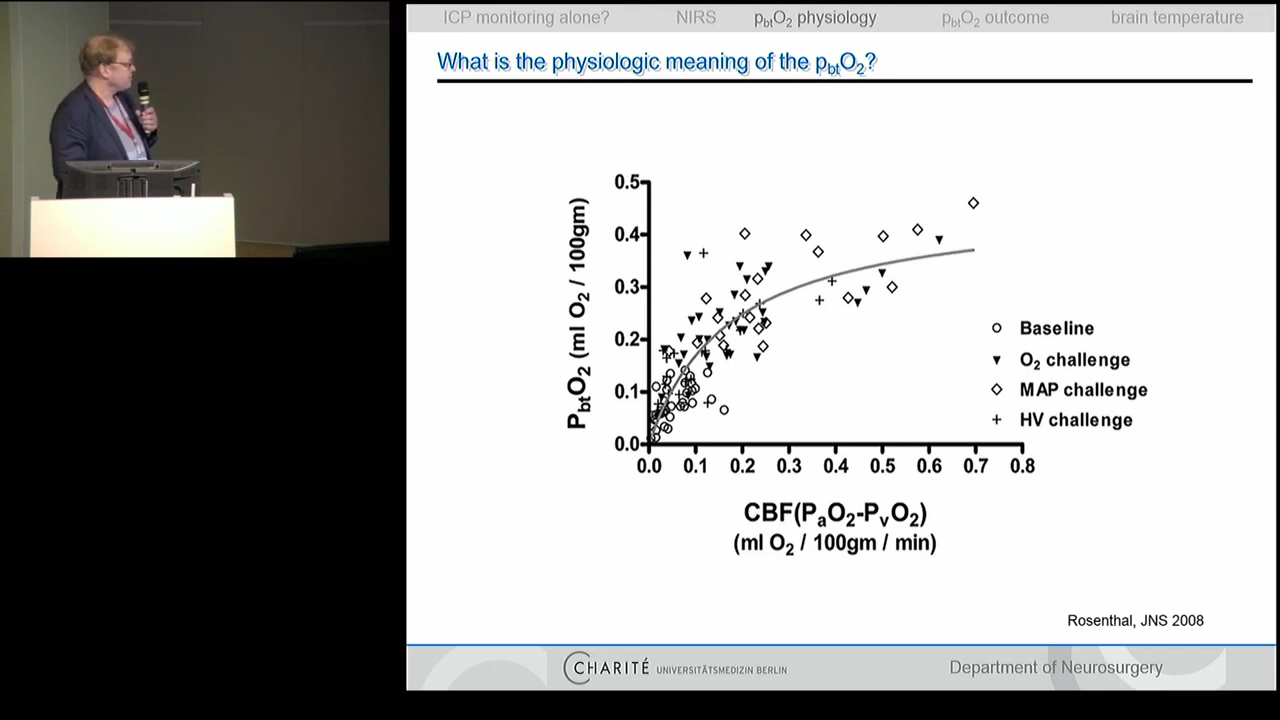 ICP monitoring alone? NIRS pbtO2 physiology pbtO2 outcome brain temperature
What is the physiologic meaning of the pbtO2?
PbtO2 (ml O2 / 100gm)
0.5
0.4
0.3
0.2
0.1
0.0
0.0 0.1 0.2 0.3 0.4 0.5 0.6 0.7 0.8
Baseline
O2 challenge
MAP challenge
HV challenge
CBF(PaO2-PvO2)
(ml O2 / 100gm / min)
Rosenthal, JNS 2008
CHARITÉ UNIVERSITÄTSMEDIZIN BERLIN
Department of Neurosurgery